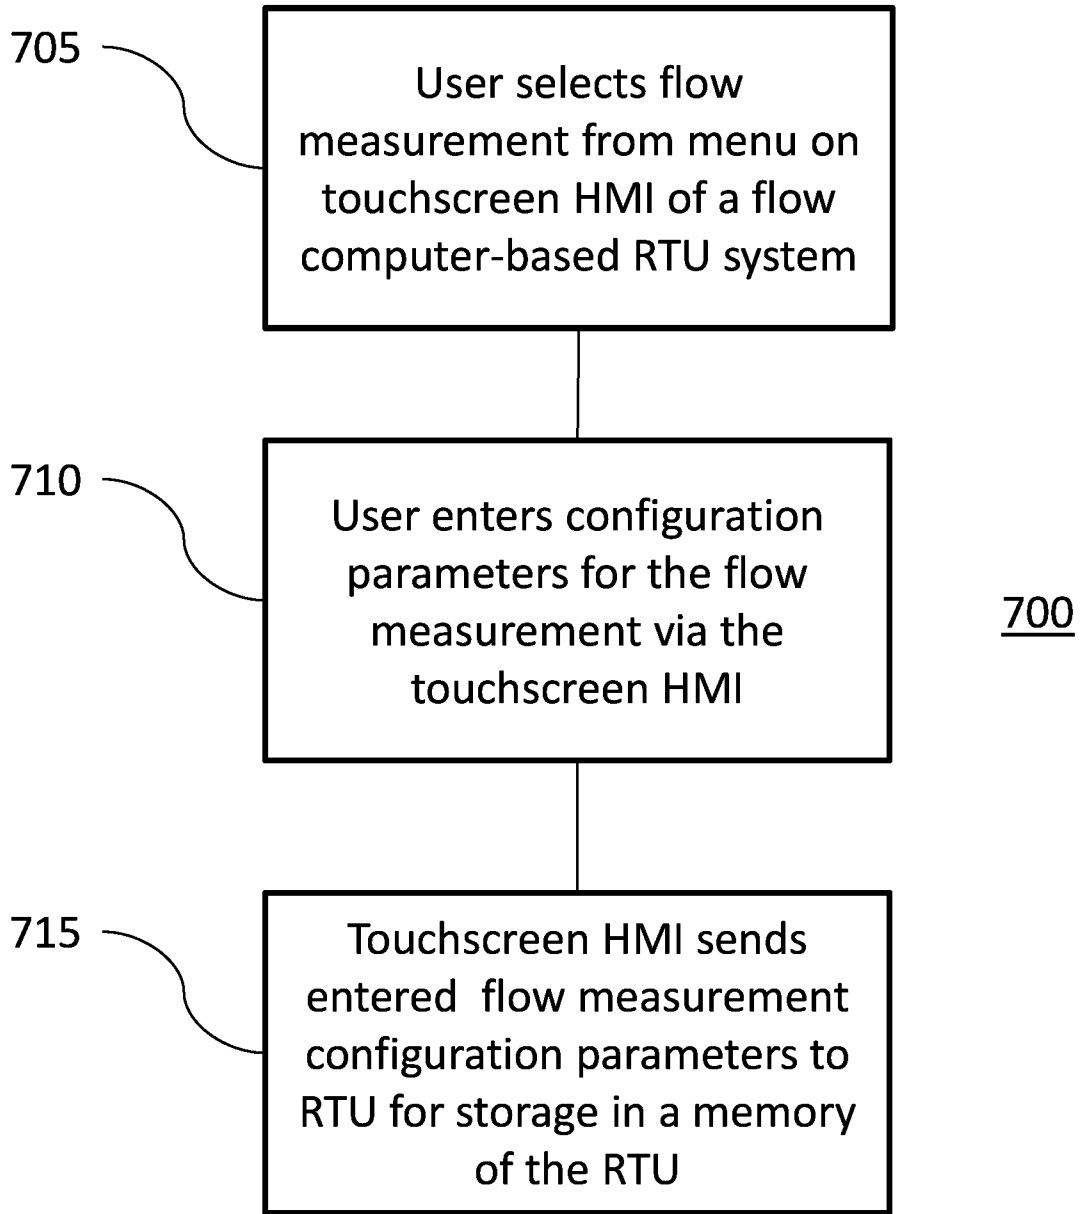 705
User selects flow
measurement from menu on
touchscreen HMI of a flow
computer-based RTU system
710
User enters configuration
parameters for the flow
measurement via the
touchscreen HMI
700
715
Touchscreen HMI sends
entered  flow measurement
configuration parameters to
RTU for storage in a memory
of the RTU